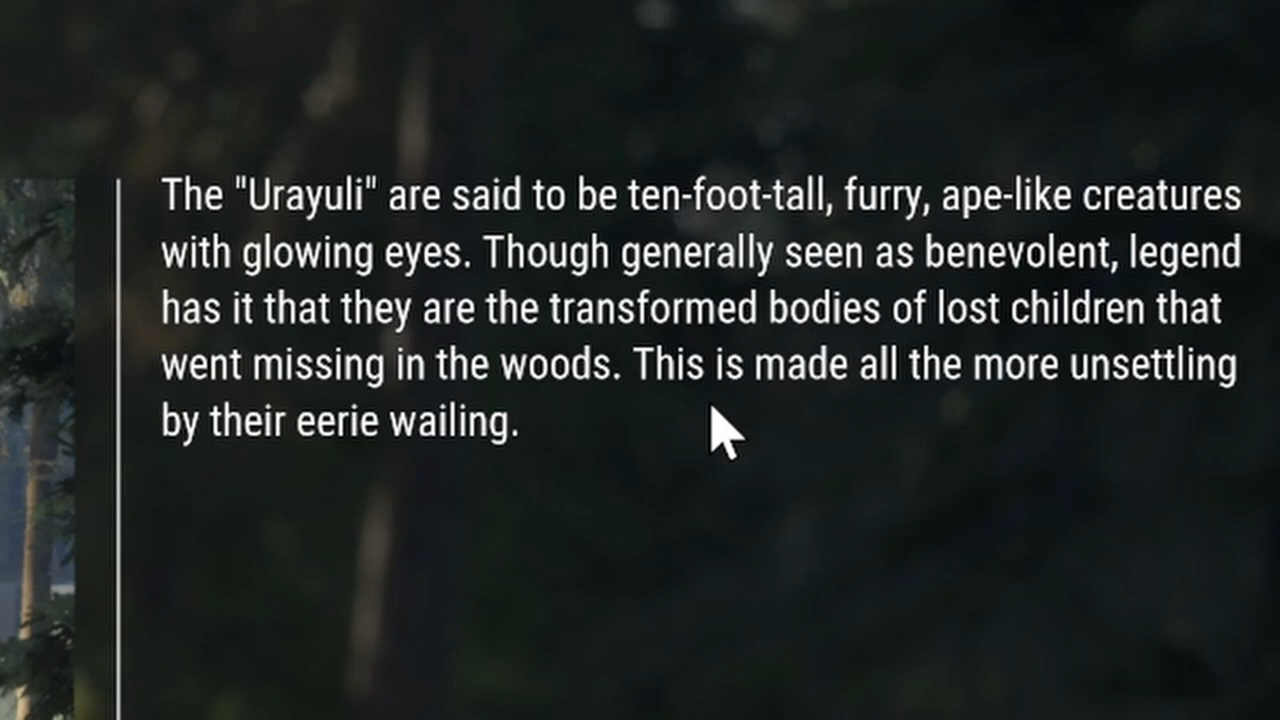 The "Urayuli" are said to be ten-foot-tall, furry, ape-like creatures
with glowing eyes. Though generally seen as benevolent, legend
has it that they are the transformed bodies of lost children that
went missing in the woods. This is made all the more unsettling
by their eerie wailing.